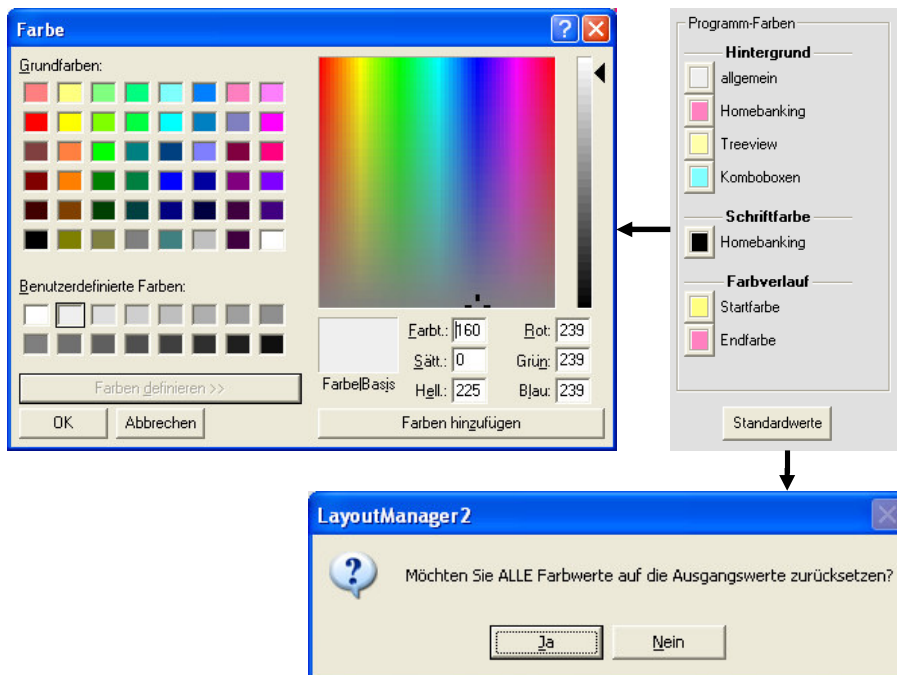 Farbe
Grundfarben:
Benutzerdefinierte Farben:
Farben definieren >>
OK
Abbrechen
Farbe|Basis
Farbt.: 160
Sätt.: 0
Hell.: 225
Rot: 239
Grün: 239
Blau: 239
Farben hinzufügen
Programm-Farben
Hintergrund
allgemein
Homebanking
Treeview
Komboboxen
Schriftfarbe
Homebanking
Farbverlauf
Startfarbe
Endfarbe
Standardwerte
LayoutManager2
Möchten Sie ALLE Farbwerte auf die Ausgangswerte zurücksetzen?
Ja
Nein